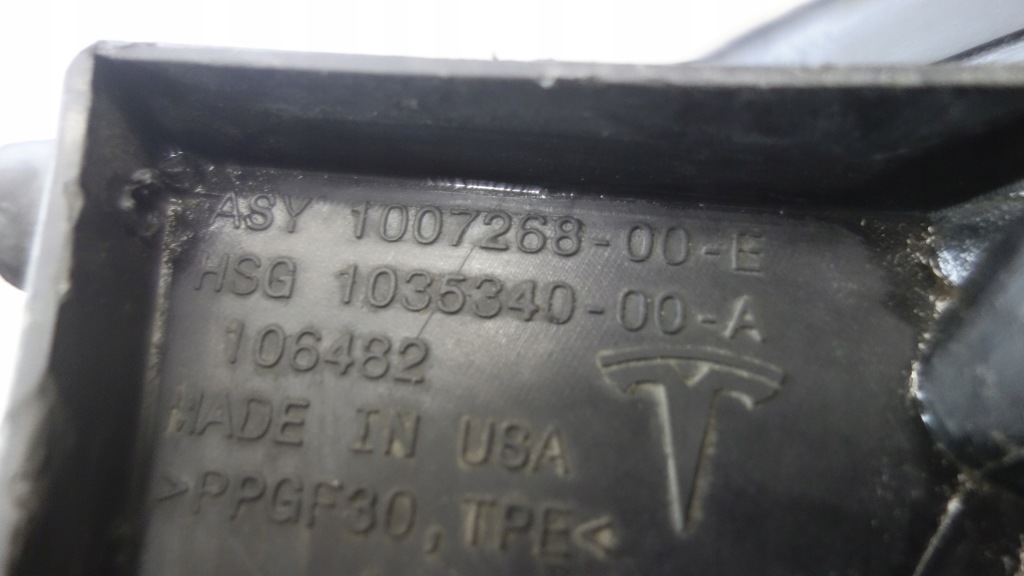 ASY 1007268-00-E
HSG 1035340-00-A
106482
MADE IN USA
>PPGF30,TPE<